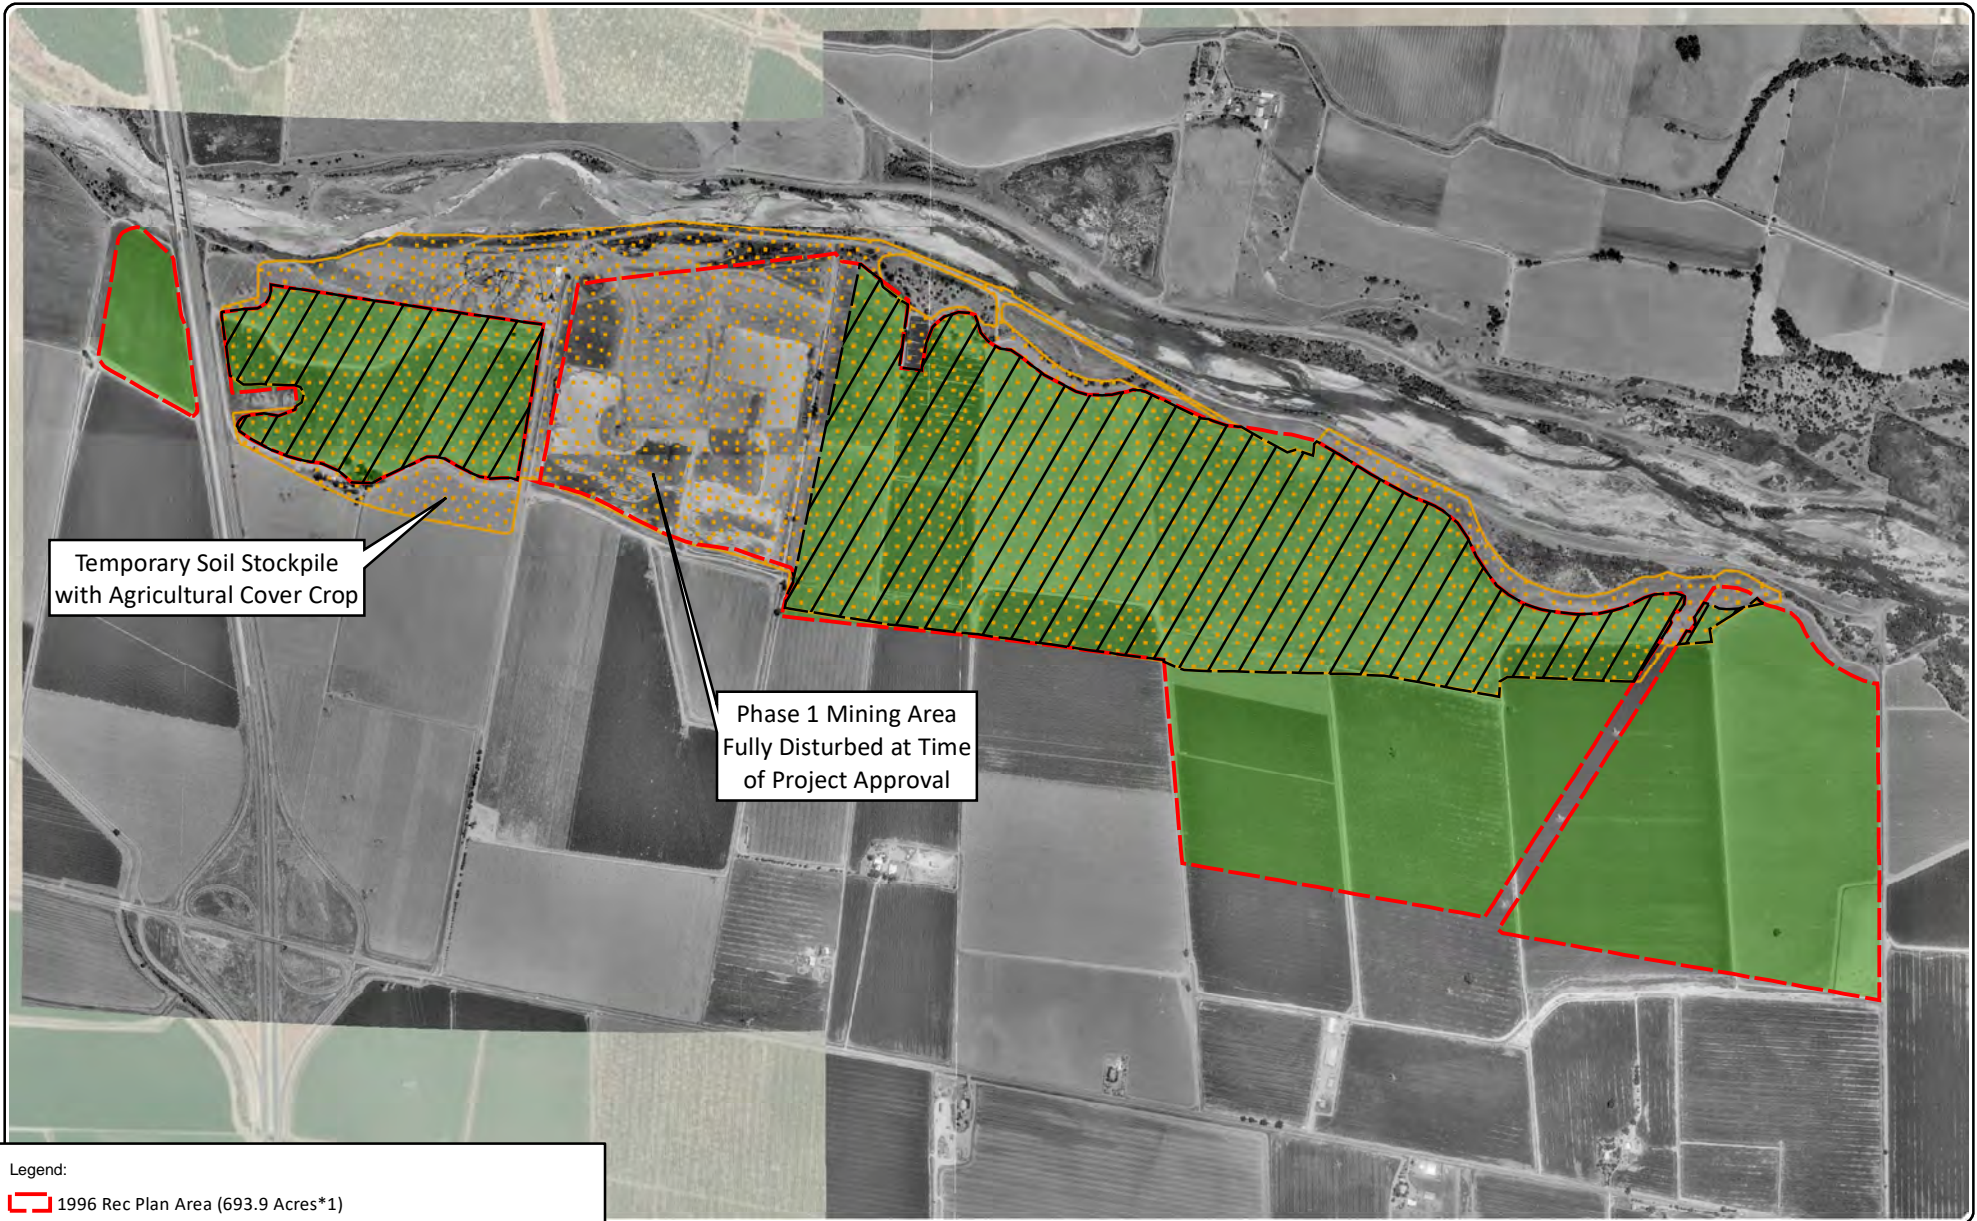 Temporary Soil Stockpile
with Agricultural Cover Crop
Phase 1 Mining Area
Fully Disturbed at Time
of Project Approval
Legend:
1996 Rec Plan Area (693.9 Acres*1)